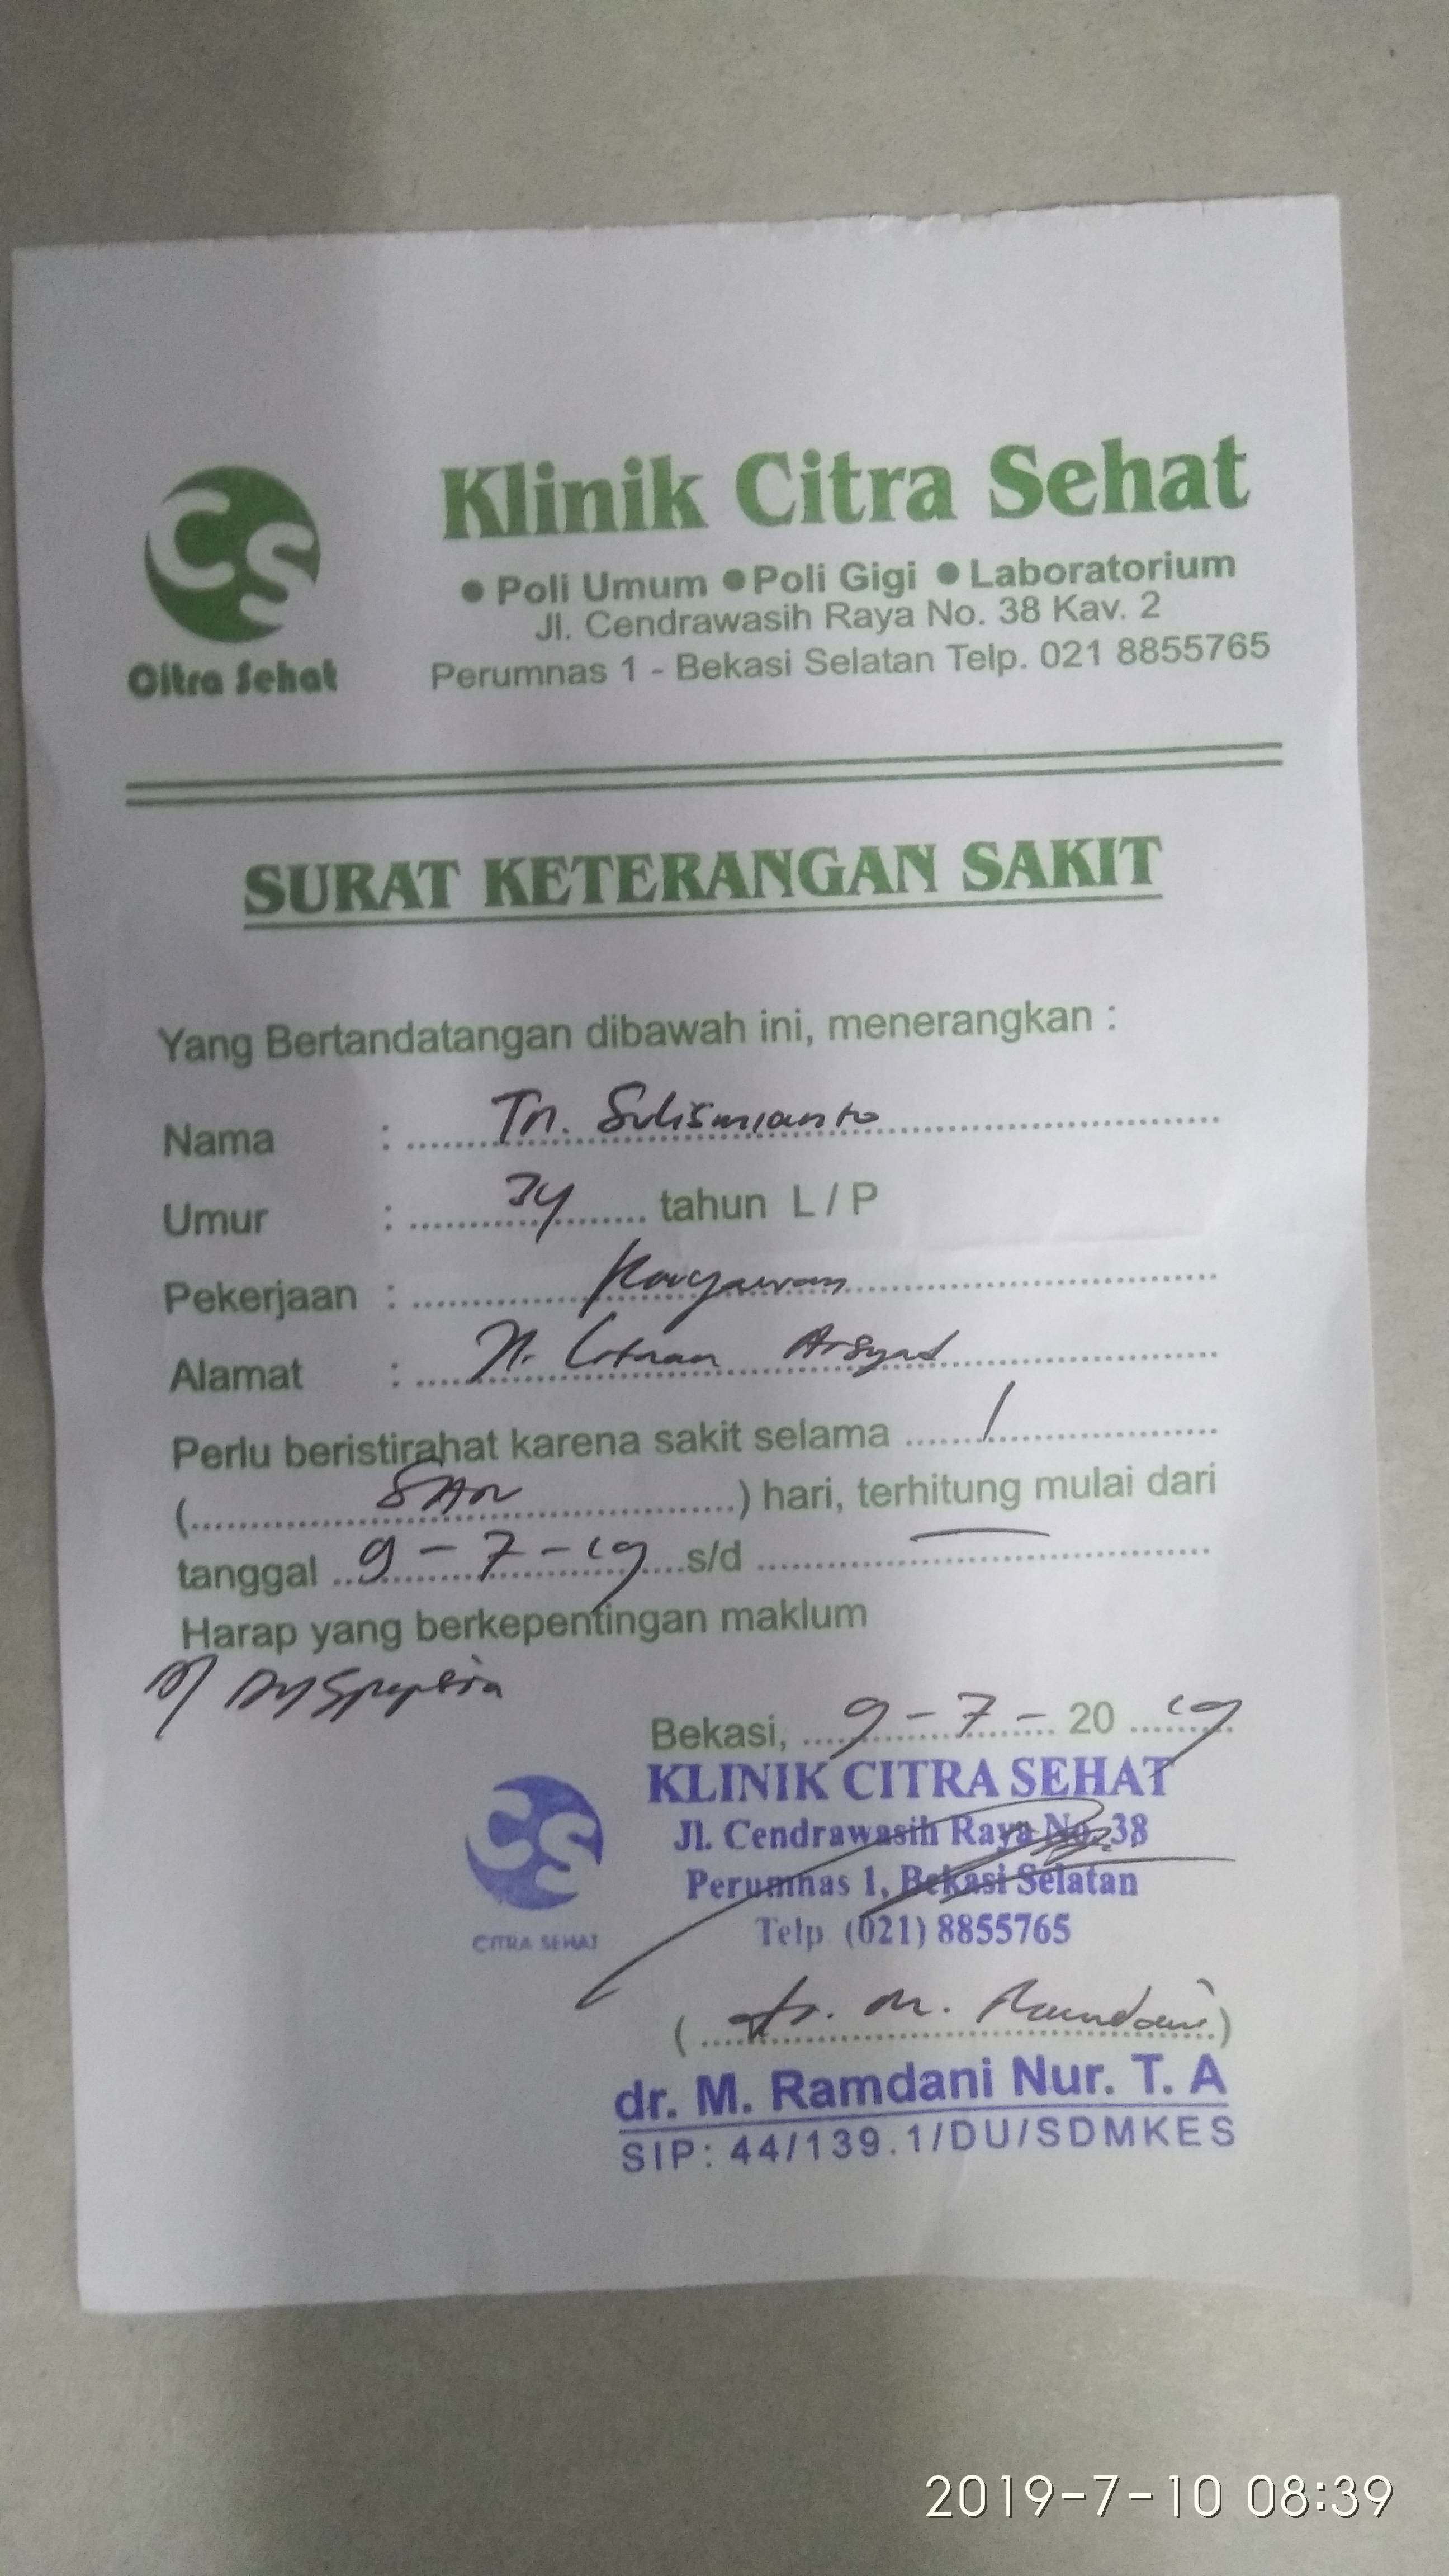 Klinik Citra Sehat
CS
Citra Sehat
● Poli Umum ● Poli Gigi ● Laboratorium
Jl. Cendrawasih Raya No. 38 Kav. 2
Perumnas 1 - Bekasi Selatan Telp. 021 8855765
SURAT KETERANGAN SAKIT
Yang Bertandatangan dibawah ini, menerangkan :
Nama : Tn. Sulismianto
Umur : 34 tahun L / P
Pekerjaan : Karyawan
Alamat : Arsyad
Perlu beristirahat karena sakit selama 1
( ) hari, terhitung mulai dari
tanggal 9-7-19 s/d —
Harap yang berkepentingan maklum
Dyspepsia
Bekasi, 9-7-2019
CS
CITRA SEHAT
KLINIK CITRA SEHAT
Jl. Cendrawasih Raya No. 38
Perumnas 1, Bekasi Selatan
Telp (021) 8855765
(dr. M. Ramdani)
dr. M. Ramdani Nur. T. A
SIP: 44/139.1/DU/SDMKES
2019-7-10 08:39